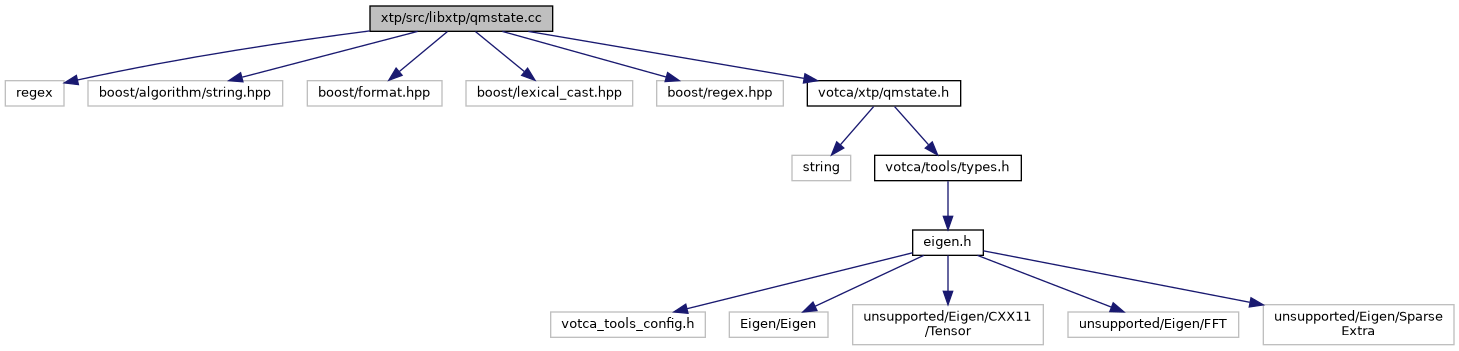 xtp/src/libxtp/qmstate.cc
regex
boost/algorithm/string.hpp
boost/format.hpp
boost/lexical_cast.hpp
boost/regex.hpp
votca/xtp/qmstate.h
string
votca/tools/types.h
eigen.h
votca_tools_config.h
Eigen/Eigen
unsupported/Eigen/CXX11
/Tensor
unsupported/Eigen/FFT
unsupported/Eigen/Sparse
Extra